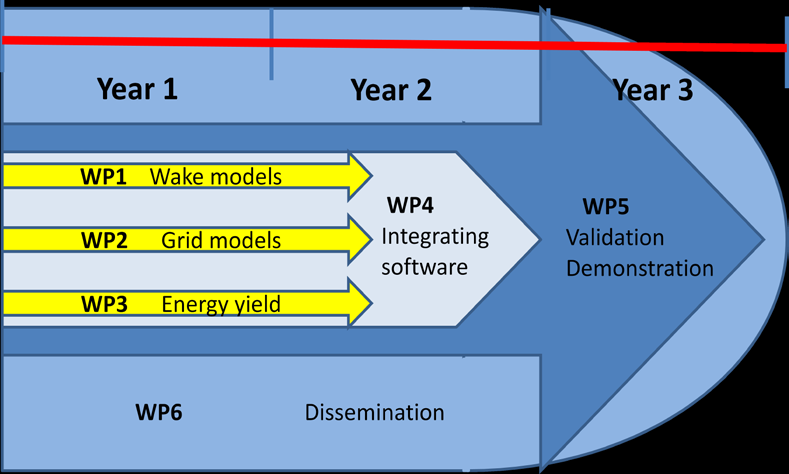 Year 1 Year 2 Year 3
WP1 Wake models
WP2 Grid models
WP3 Energy yield
WP4
Integrating
software
WP5
Validation
Demonstration
WP6 Dissemination